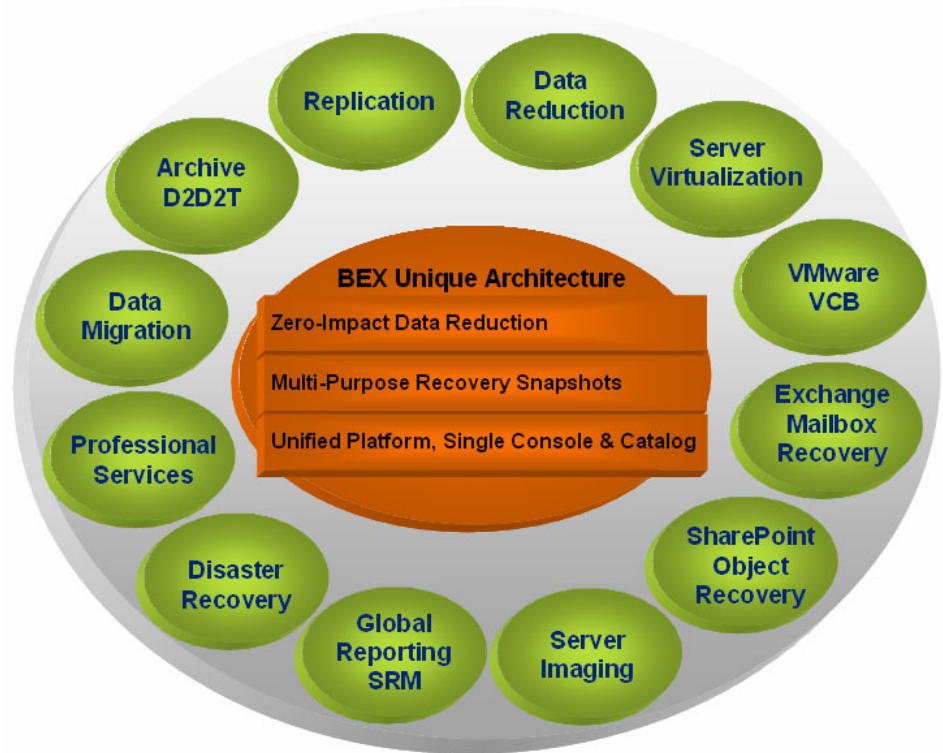 BEX Unique Architecture
Zero-Impact Data Reduction
Multi-Purpose Recovery Snapshots
Unified Platform, Single Console & Catalog
Replication
Data
Reduction
Server
Virtualization
VMware
VCB
Exchange
Mailbox
Recovery
SharePoint
Object
Recovery
Server
Imaging
Global
Reporting
SRM
Disaster
Recovery
Professional
Services
Data
Migration
Archive
D2D2T